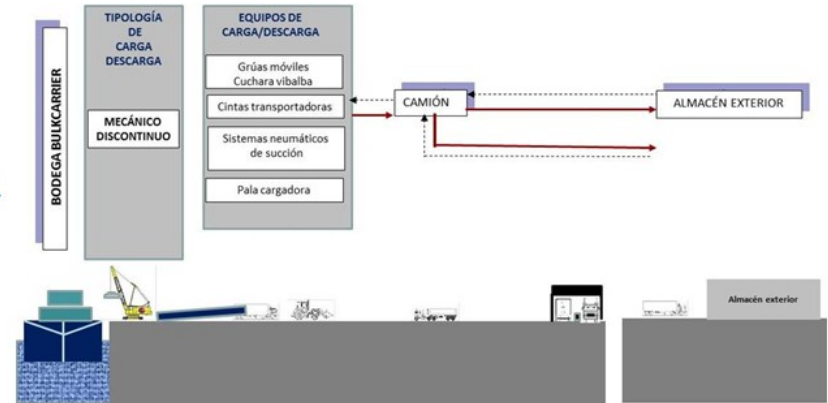 BODEGA BULKCARRIER
TIPOLOGÍA
DE
CARGA
DESCARGA
MECÁNICO
DISCONTINUO
EQUIPOS DE
CARGA/DESCARGA
Grúas móviles
Cuchara vibalba
Cintas transportadoras
Sistemas neumáticos
de succión
Pala cargadora
CAMIÓN
ALMACÉN EXTERIOR
Almacén exterior